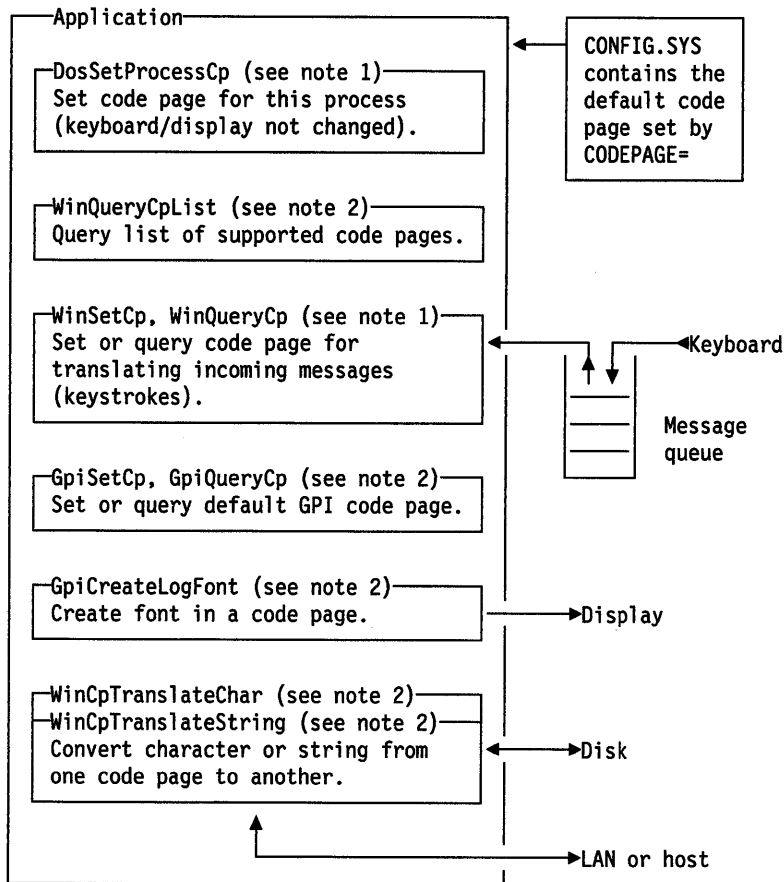 Application
DosSetProcessCp (see note 1)
Set code page for this process
(keyboard/display not changed).
CONFIG.SYS
contains the
default code
page set by
CODEPAGE=
WinQueryCpList (see note 2)
Query list of supported code pages.
WinSetCp, WinQueryCp (see note 1)
Set or query code page for
translating incoming messages
(keystrokes).
Keyboard
Message
queue
GpiSetCp, GpiQueryCp (see note 2)
Set or query default GPI code page.
GpiCreateLogFont (see note 2)
Create font in a code page.
Display
WinCpTranslateChar (see note 2)
WinCpTranslateString (see note 2)
Convert character or string from
one code page to another.
Disk
LAN or host